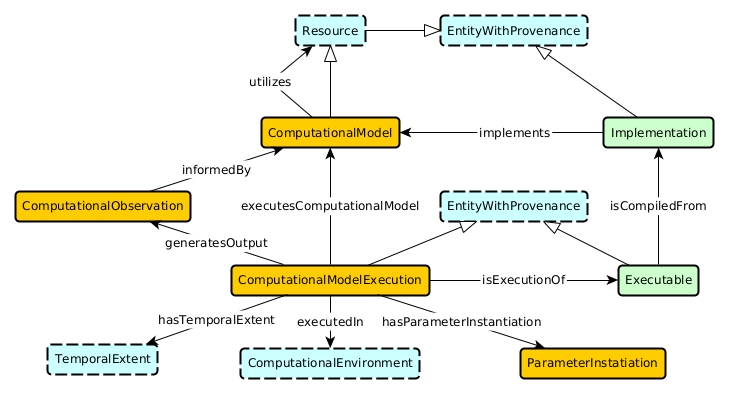 Resource
EntityWithProvenance
utilizes
ComputationalModel
implements
Implementation
informedBy
ComputationalObservation
executesComputationalModel
EntityWithProvenance
isCompiledFrom
generatesOutput
ComputationalModelExecution
isExecutionOf
Executable
hasTemporalExtent
executedIn
hasParameterInstantiation
TemporalExtent
ComputationalEnvironment
ParameterInstatiation